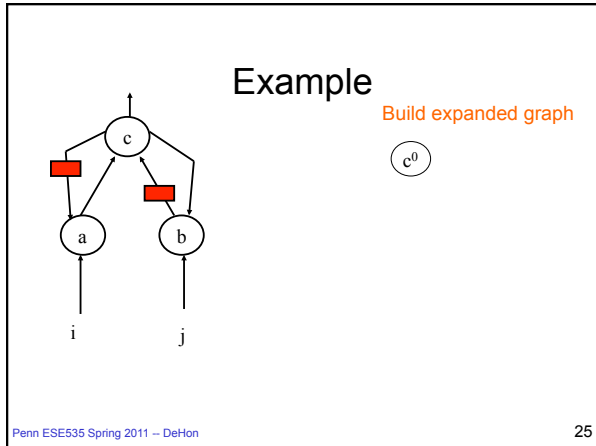 Example
Build expanded graph
c
c⁰
a
b
i
j
Penn ESE535 Spring 2011 -- DeHon
25